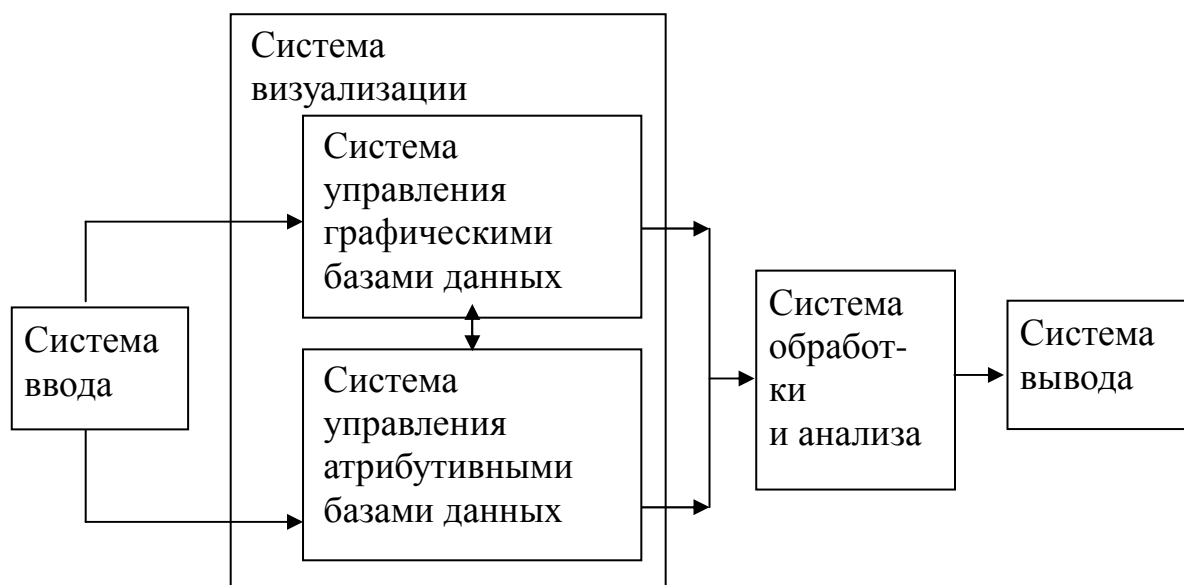 Система
визуализации
Система
управления
графическими
базами данных
Система
ввода
Система
управления
атрибутивными
базами данных
Система
обработ-
ки
и анализа
Система
вывода